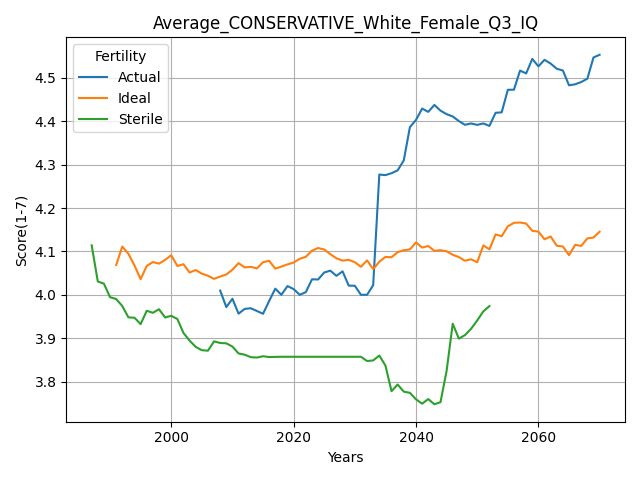 Average_CONSERVATIVE_White_Female_Q3_IQ
Fertility
Actual
Ideal
Sterile
Score(1-7)
4.5
4.4
4.3
4.2
4.1
4.0
3.9
3.8
2000
2020
2040
2060
Years